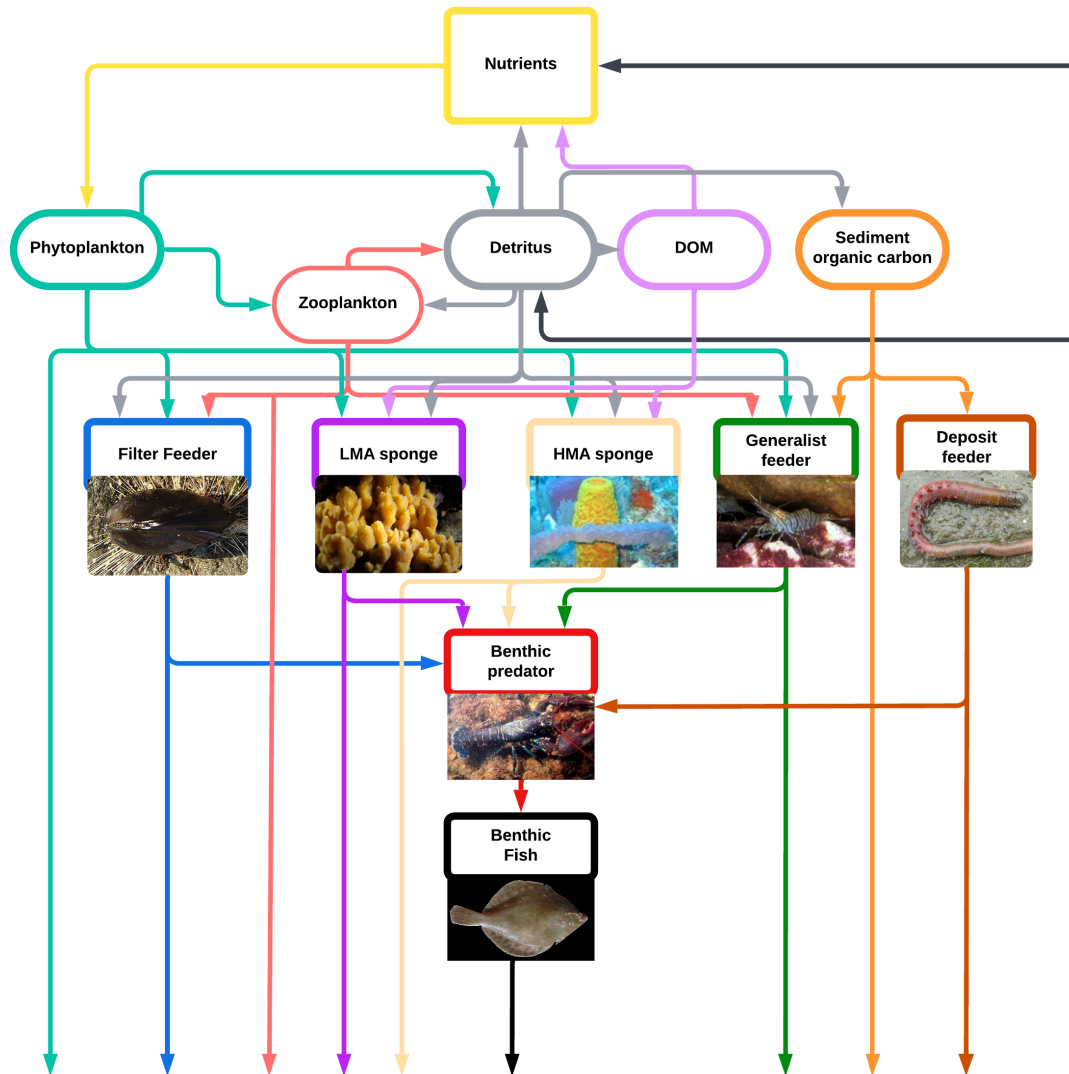 Nutrients
Phytoplankton
Detritus
DOM
Sediment
organic carbon
Zooplankton
Filter Feeder
LMA sponge
HMA sponge
Generalist
feeder
Deposit
feeder
Benthic
predator
Benthic
Fish